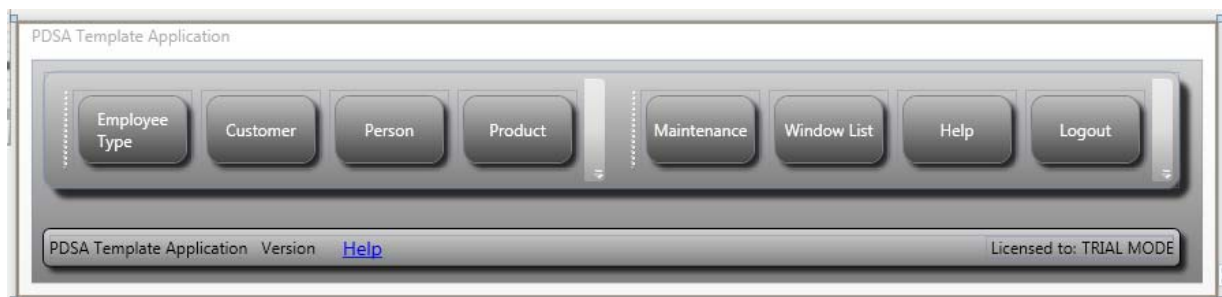 PDSA Template Application
Employee
Type
Customer
Person
Product
Maintenance
Window List
Help
Logout
PDSA Template Application Version Help
Licensed to: TRIAL MODE